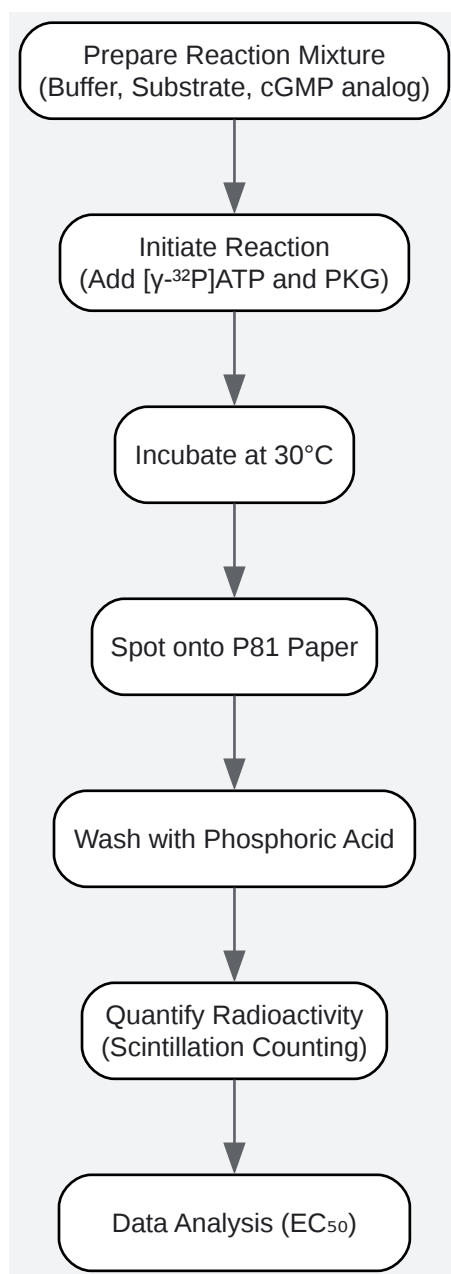 Prepare Reaction Mixture
(Buffer, Substrate, cGMP analog)
Initiate Reaction
(Add [γ-³²P]ATP and PKG)
Incubate at 30°C
Spot onto P81 Paper
Wash with Phosphoric Acid
Quantify Radioactivity
(Scintillation Counting)
Data Analysis (EC₅₀)